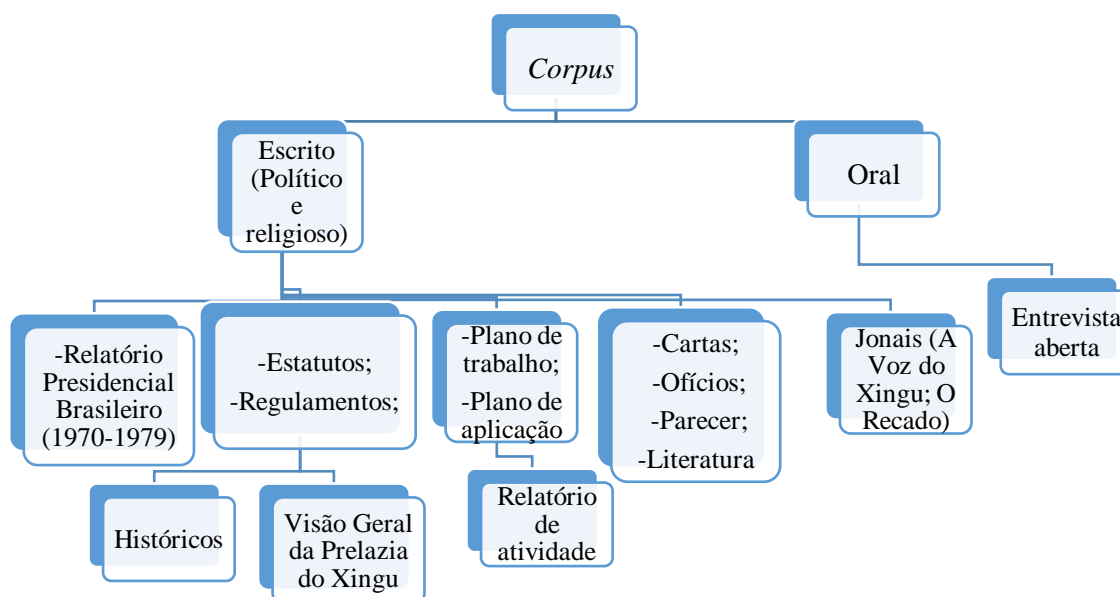 Corpus
Escrito
(Político
e
religioso)
Oral
-Relatório
Presidencial
Brasileiro
(1970-1979)
-Estatutos;
-Regulamentos;
-Plano de
trabalho;
-Plano de
aplicação
-Cartas;
-Ofícios;
-Parecer;
-Literatura
Jonais (A
Voz do
Xingu; O
Recado)
Entrevista
aberta
Históricos
Visão Geral
da Prelazia
do Xingu
Relatório
de
atividade